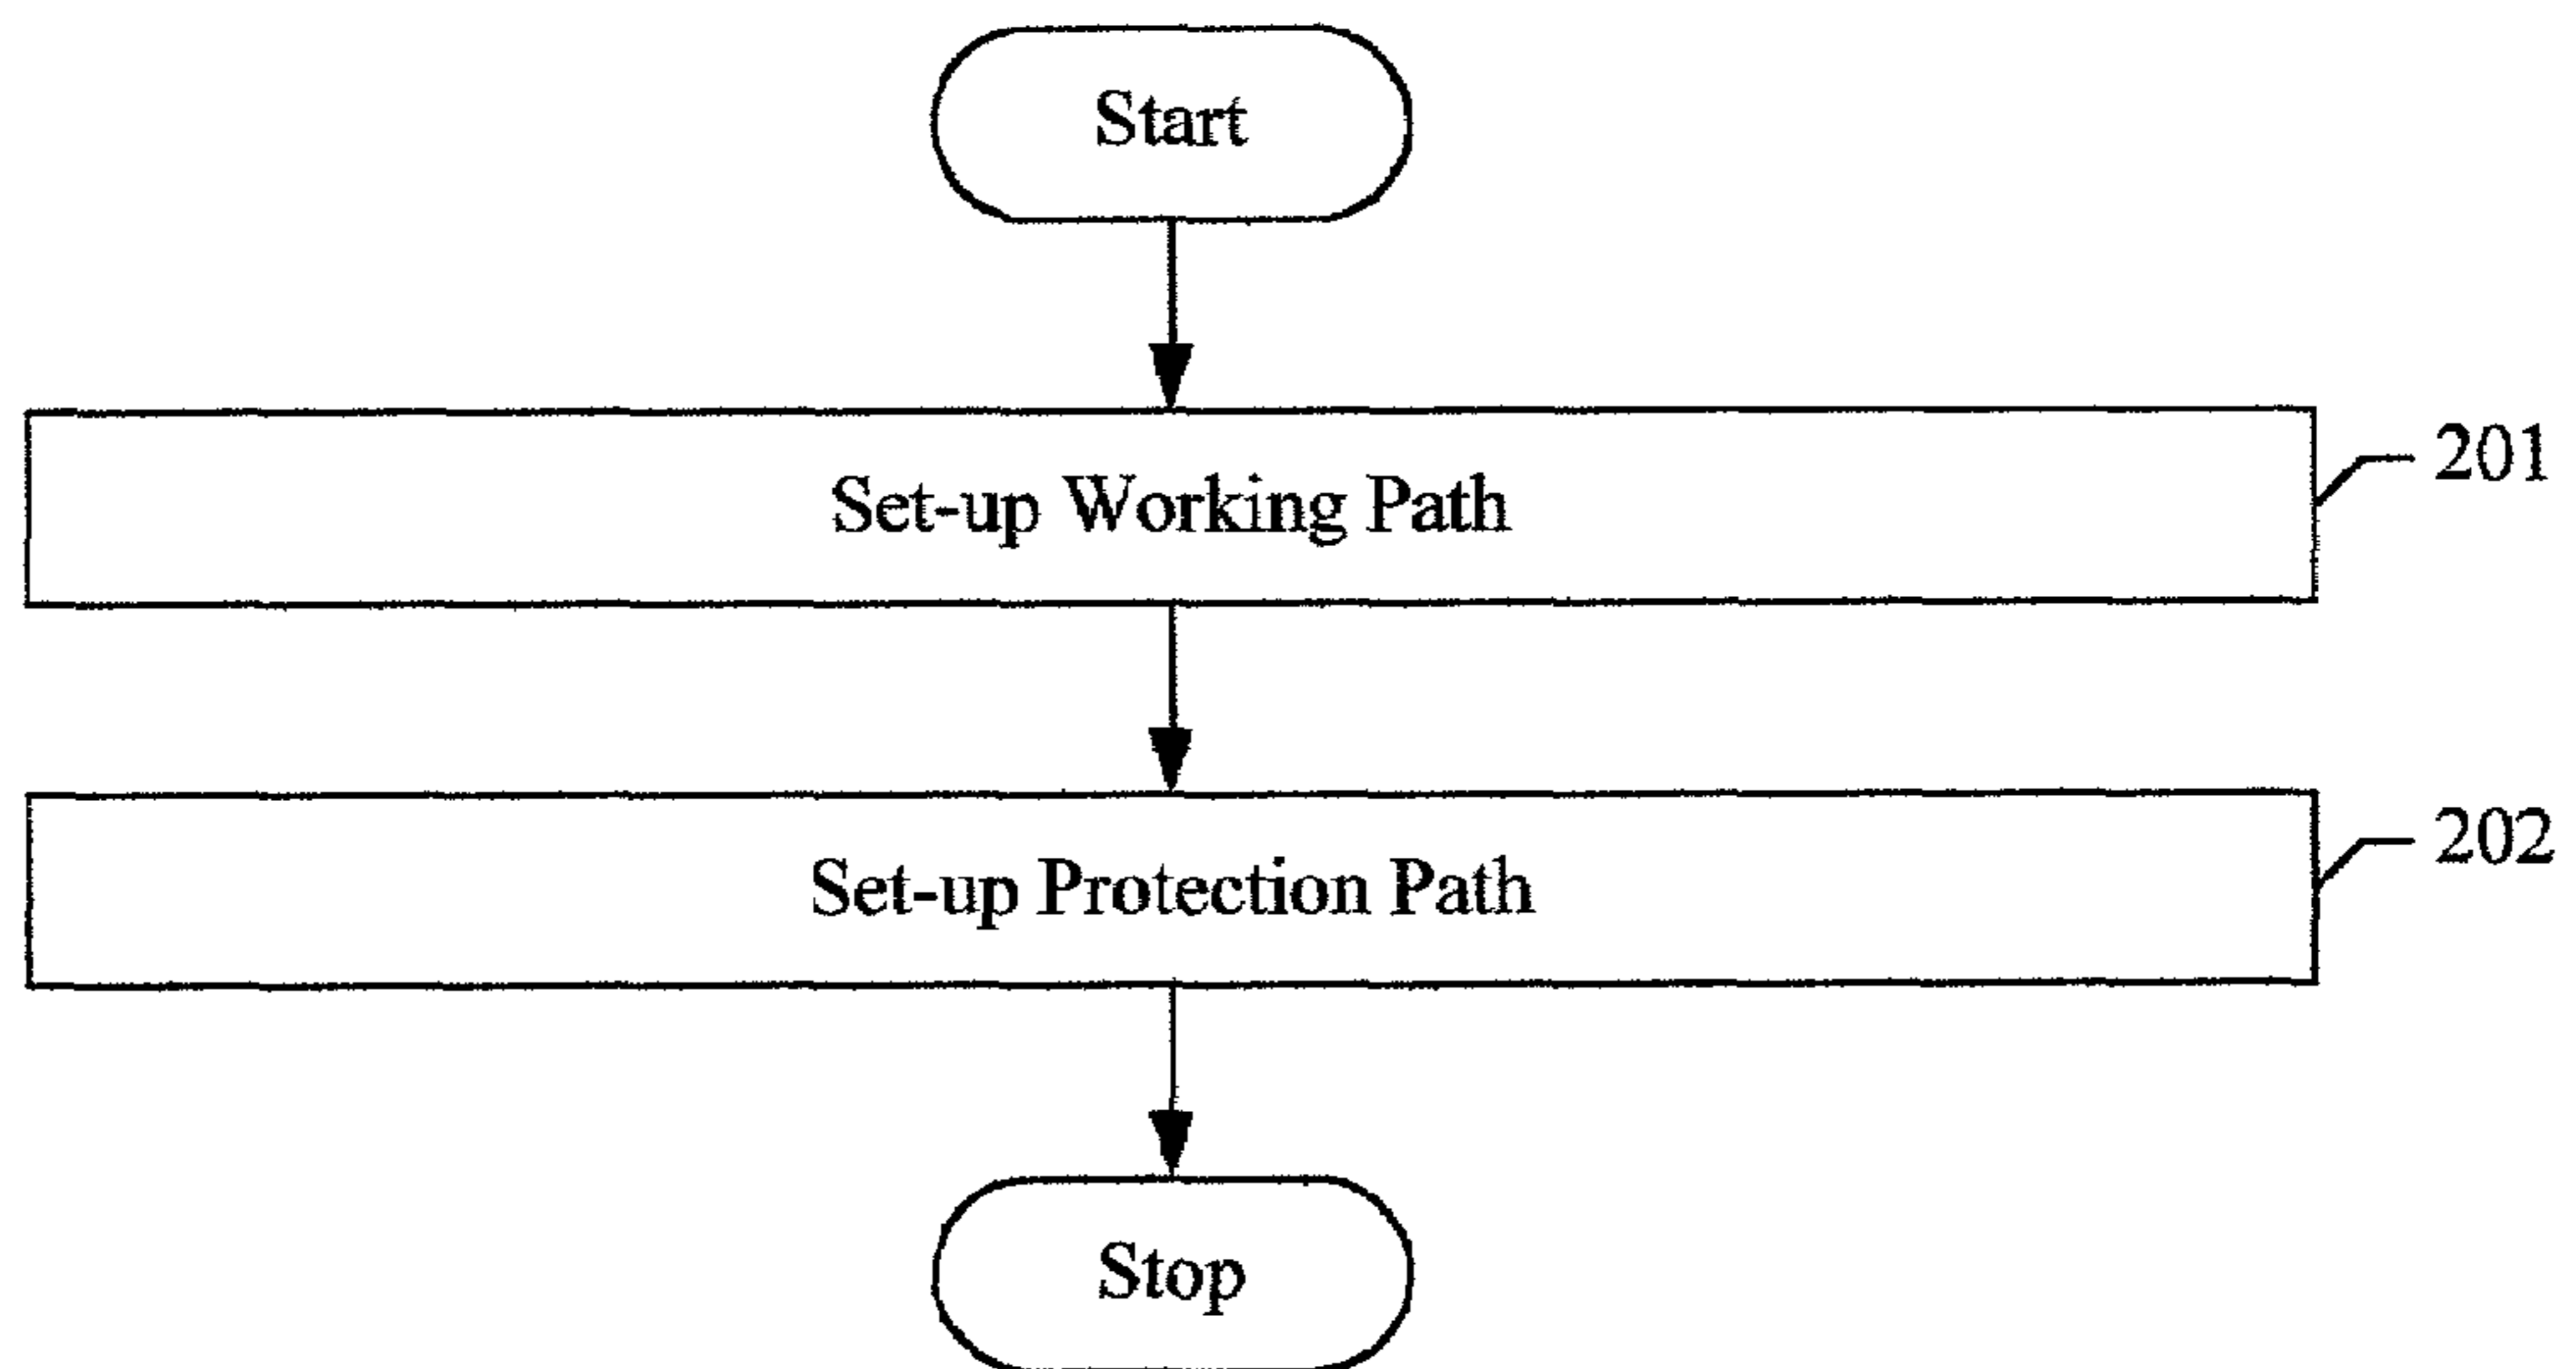 Start
Set-up Working Path
201
Set-up Protection Path
202
Stop